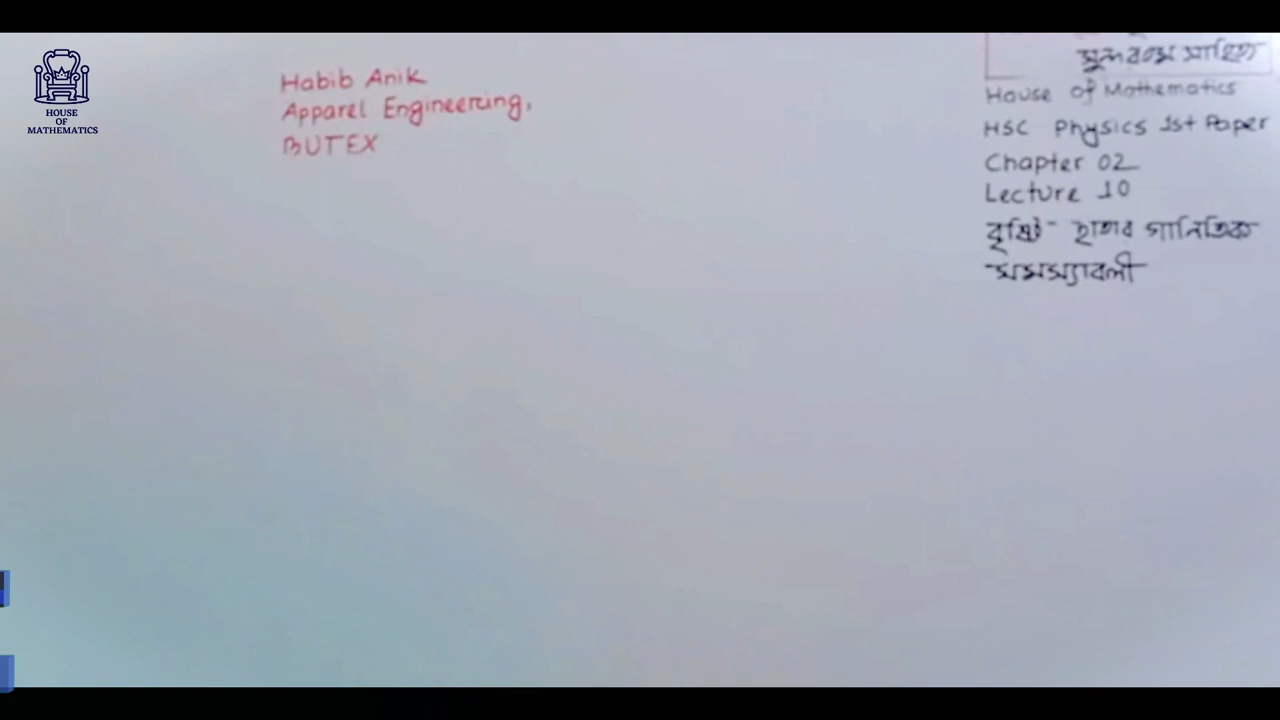 HOUSE
OF
MATHEMATICS
Habib Anik
Apparel Engineering,
BUTEX
House of Mathematics
HSC Physics 1st Paper
Chapter 02
Lecture 10
বৃষ্টি- ছাতার গানিতিক
সমস্যাবলী